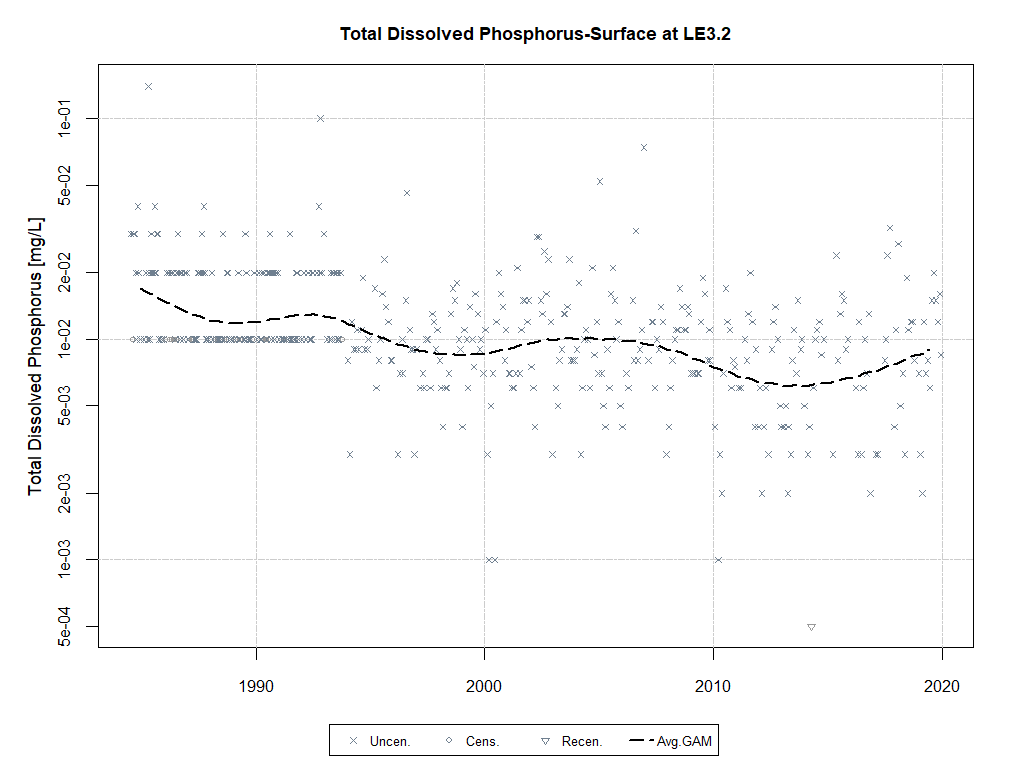 Total Dissolved Phosphorus-Surface at LE3.2
Total Dissolved Phosphorus [mg/L]
1e-01
5e-02
2e-02
1e-02
5e-03
2e-03
1e-03
5e-04
1990 2000 2010 2020
Uncen. Cens. Recen. Avg.GAM